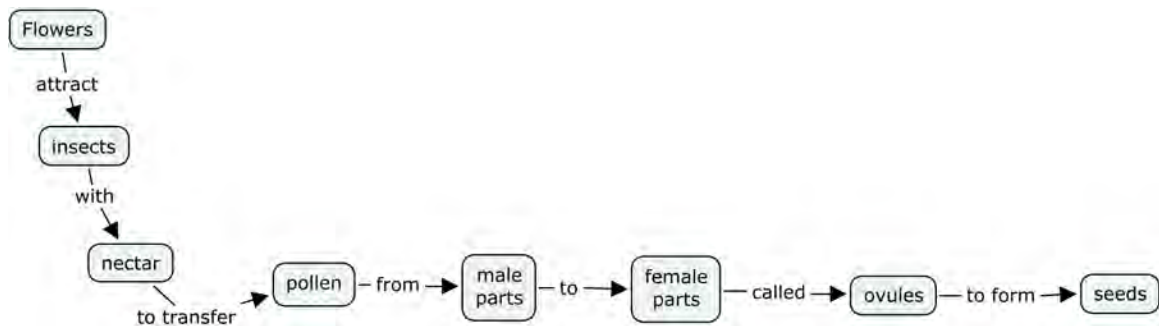 Flowers
attract
insects
with
nectar
to transfer
pollen
from
male
parts
to
female
parts
called
ovules
to form
seeds